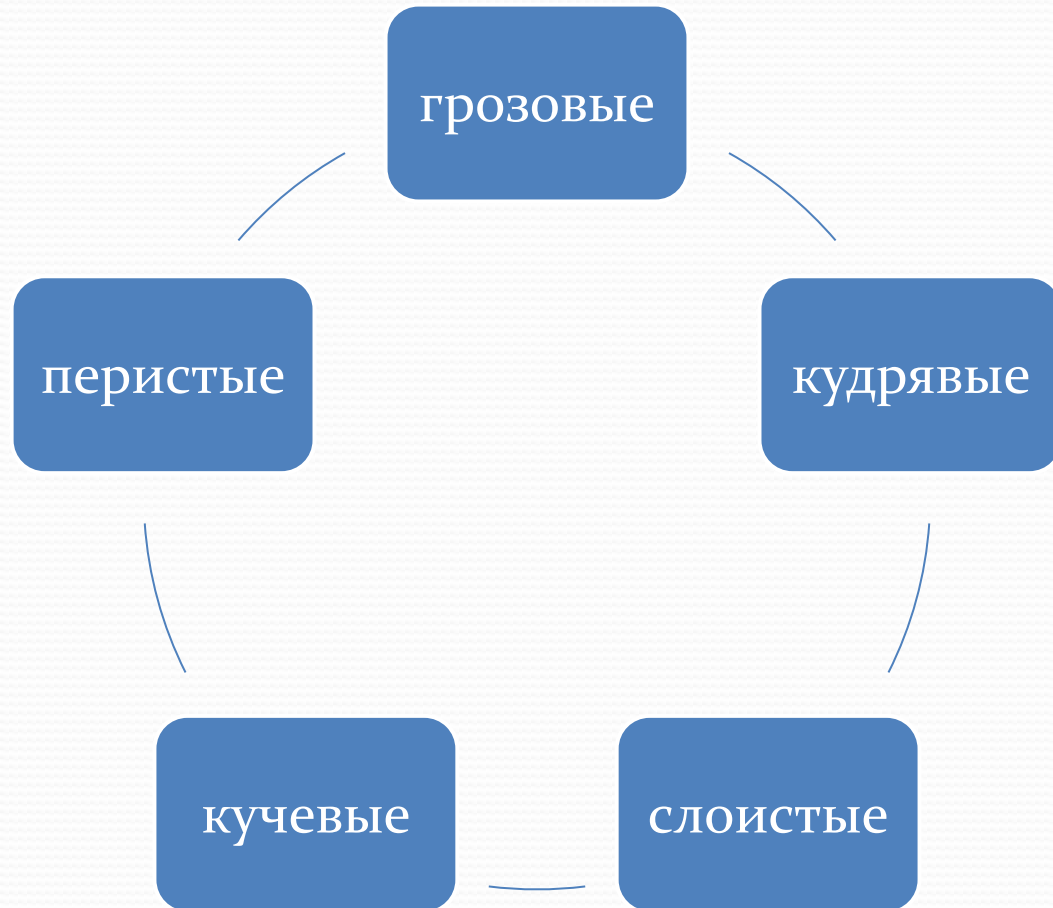 грозовые
кудрявые
слоистые
кучевые
перистые